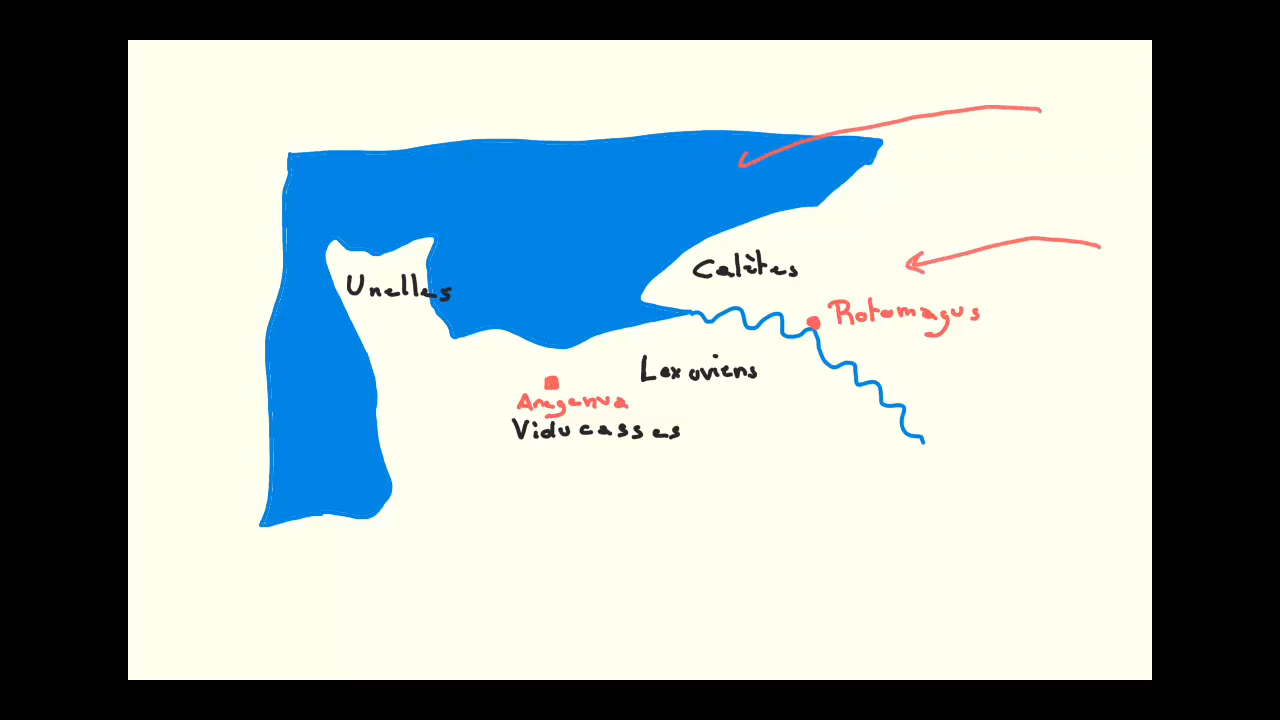 Calètes
Unelles
Rotomagus
Lexoviens
Aregenua
Viducasses